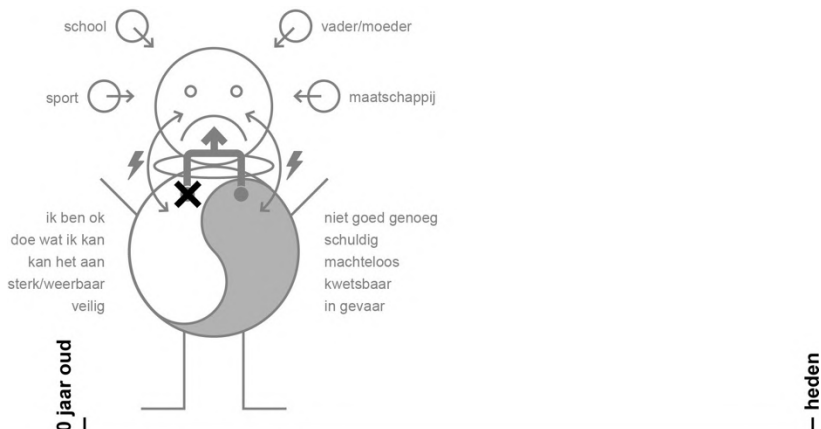 school
vader/moeder
sport
maatschappij
ik ben ok
doe wat ik kan
kan het aan
sterk/weerbaar
veilig
niet goed genoeg
schuldig
machteloos
kwetsbaar
in gevaar
0 jaar oud
heden